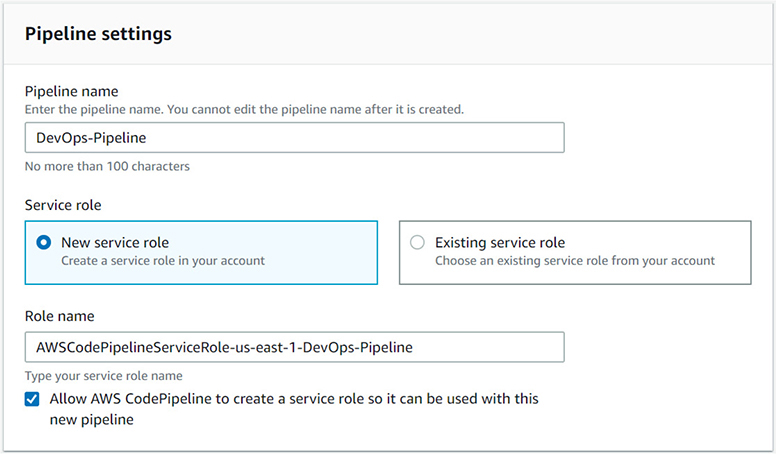 Pipeline settings
Pipeline name
Enter the pipeline name. You cannot edit the pipeline name after it is created.
DevOps-Pipeline
No more than 100 characters
Service role
New service role
Create a service role in your account
Existing service role
Choose an existing service role from your account
Role name
AWSCodePipelineServiceRole-us-east-1-DevOps-Pipeline
Type your service role name
Allow AWS CodePipeline to create a service role so it can be used with this
new pipeline